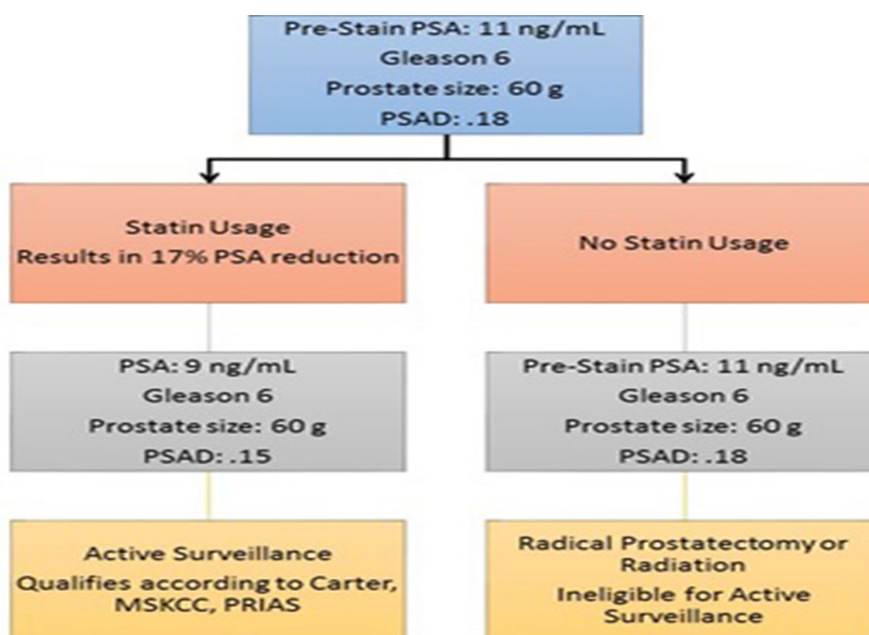 Pre-Stain PSA: 11 ng/mL
Gleason 6
Prostate size: 60 g
PSAD: .18
Statin Usage
Results in 17% PSA reduction
No Statin Usage
PSA: 9 ng/mL
Gleason 6
Prostate size: 60 g
PSAD: .15
Pre-Stain PSA: 11 ng/mL
Gleason 6
Prostate size: 60 g
PSAD: .18
Active Surveillance
Qualifies according to Carter,
MSKCC, PRIAS
Radical Prostatectomy or
Radiation
Ineligible for Active
Surveillance